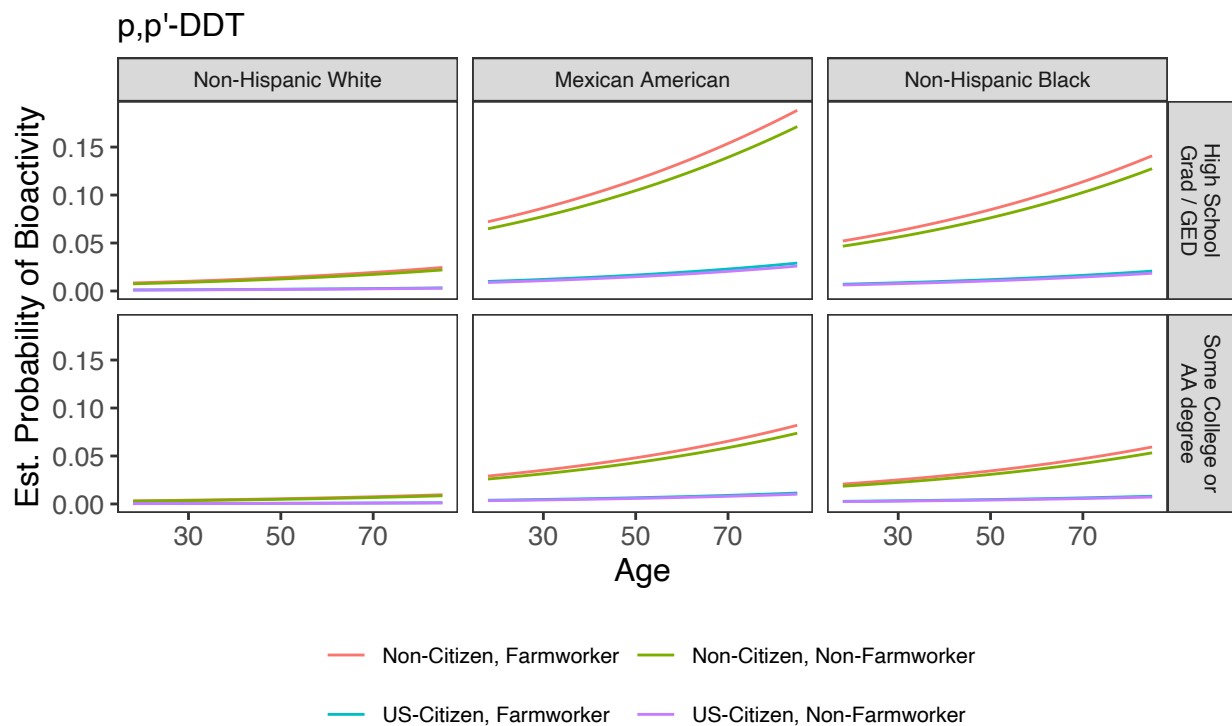 p,p'-DDT
Non-Hispanic White
Mexican American
Non-Hispanic Black
Est. Probability of Bioactivity
0.15
0.10
0.05
0.00
High School
Grad / GED
0.15
0.10
0.05
0.00
Some College or
AA degree
30 50 70
30 50 70
30 50 70
Age
Non-Citizen, Farmworker
Non-Citizen, Non-Farmworker
US-Citizen, Farmworker
US-Citizen, Non-Farmworker